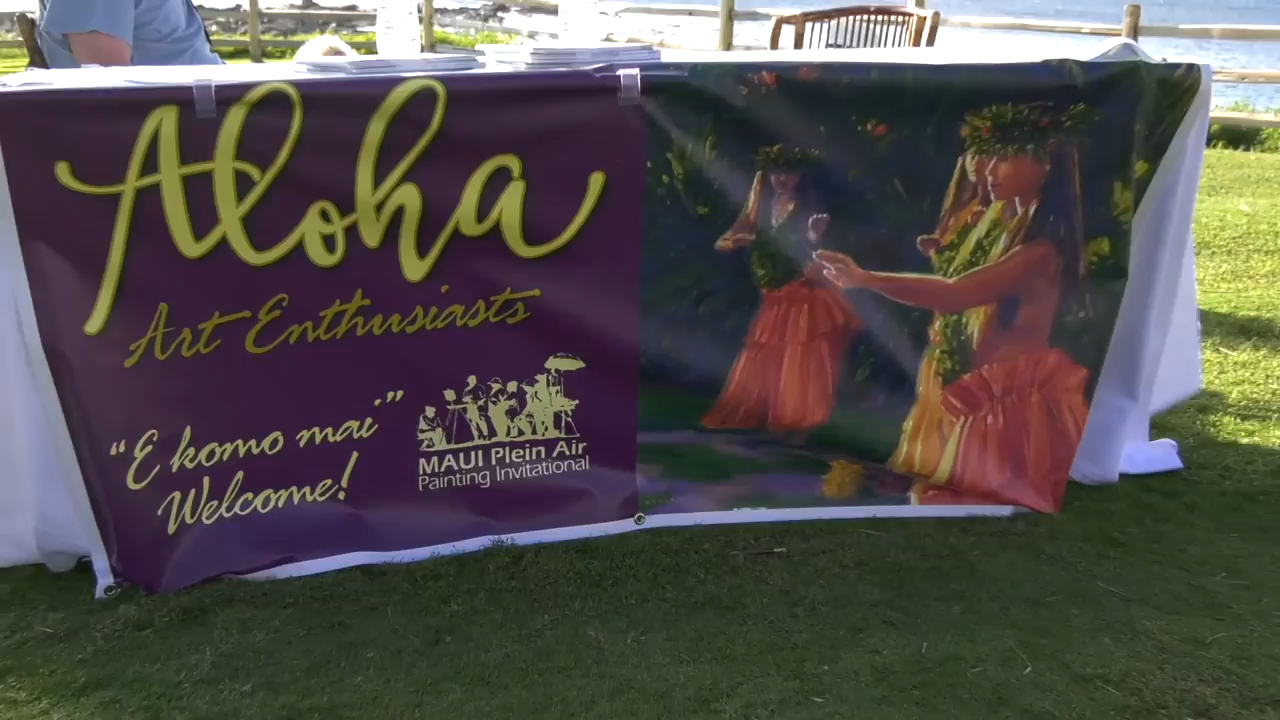 Aloha
Art Enthusiasts
"E komo mai"
Welcome!
MAUI Plein Air
Painting Invitational